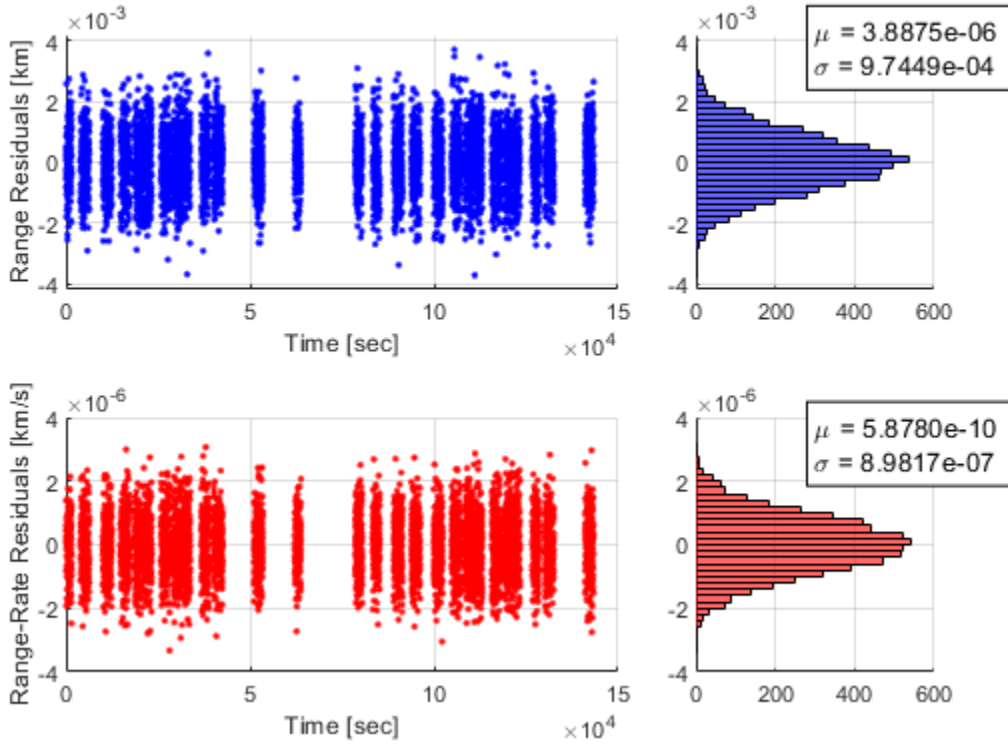 ×10⁻³
4
2
0
-2
-4
Range Residuals [km]
0 5 10 15
Time [sec]
×10⁴
×10⁻³
4
2
0
-2
-4
0 200 400 600
μ = 3.8875e-06
σ = 9.7449e-04
×10⁻⁶
4
2
0
-2
-4
Range-Rate Residuals [km/s]
0 5 10 15
Time [sec]
×10⁴
×10⁻⁶
4
2
0
-2
-4
0 200 400 600
μ = 5.8780e-10
σ = 8.9817e-07